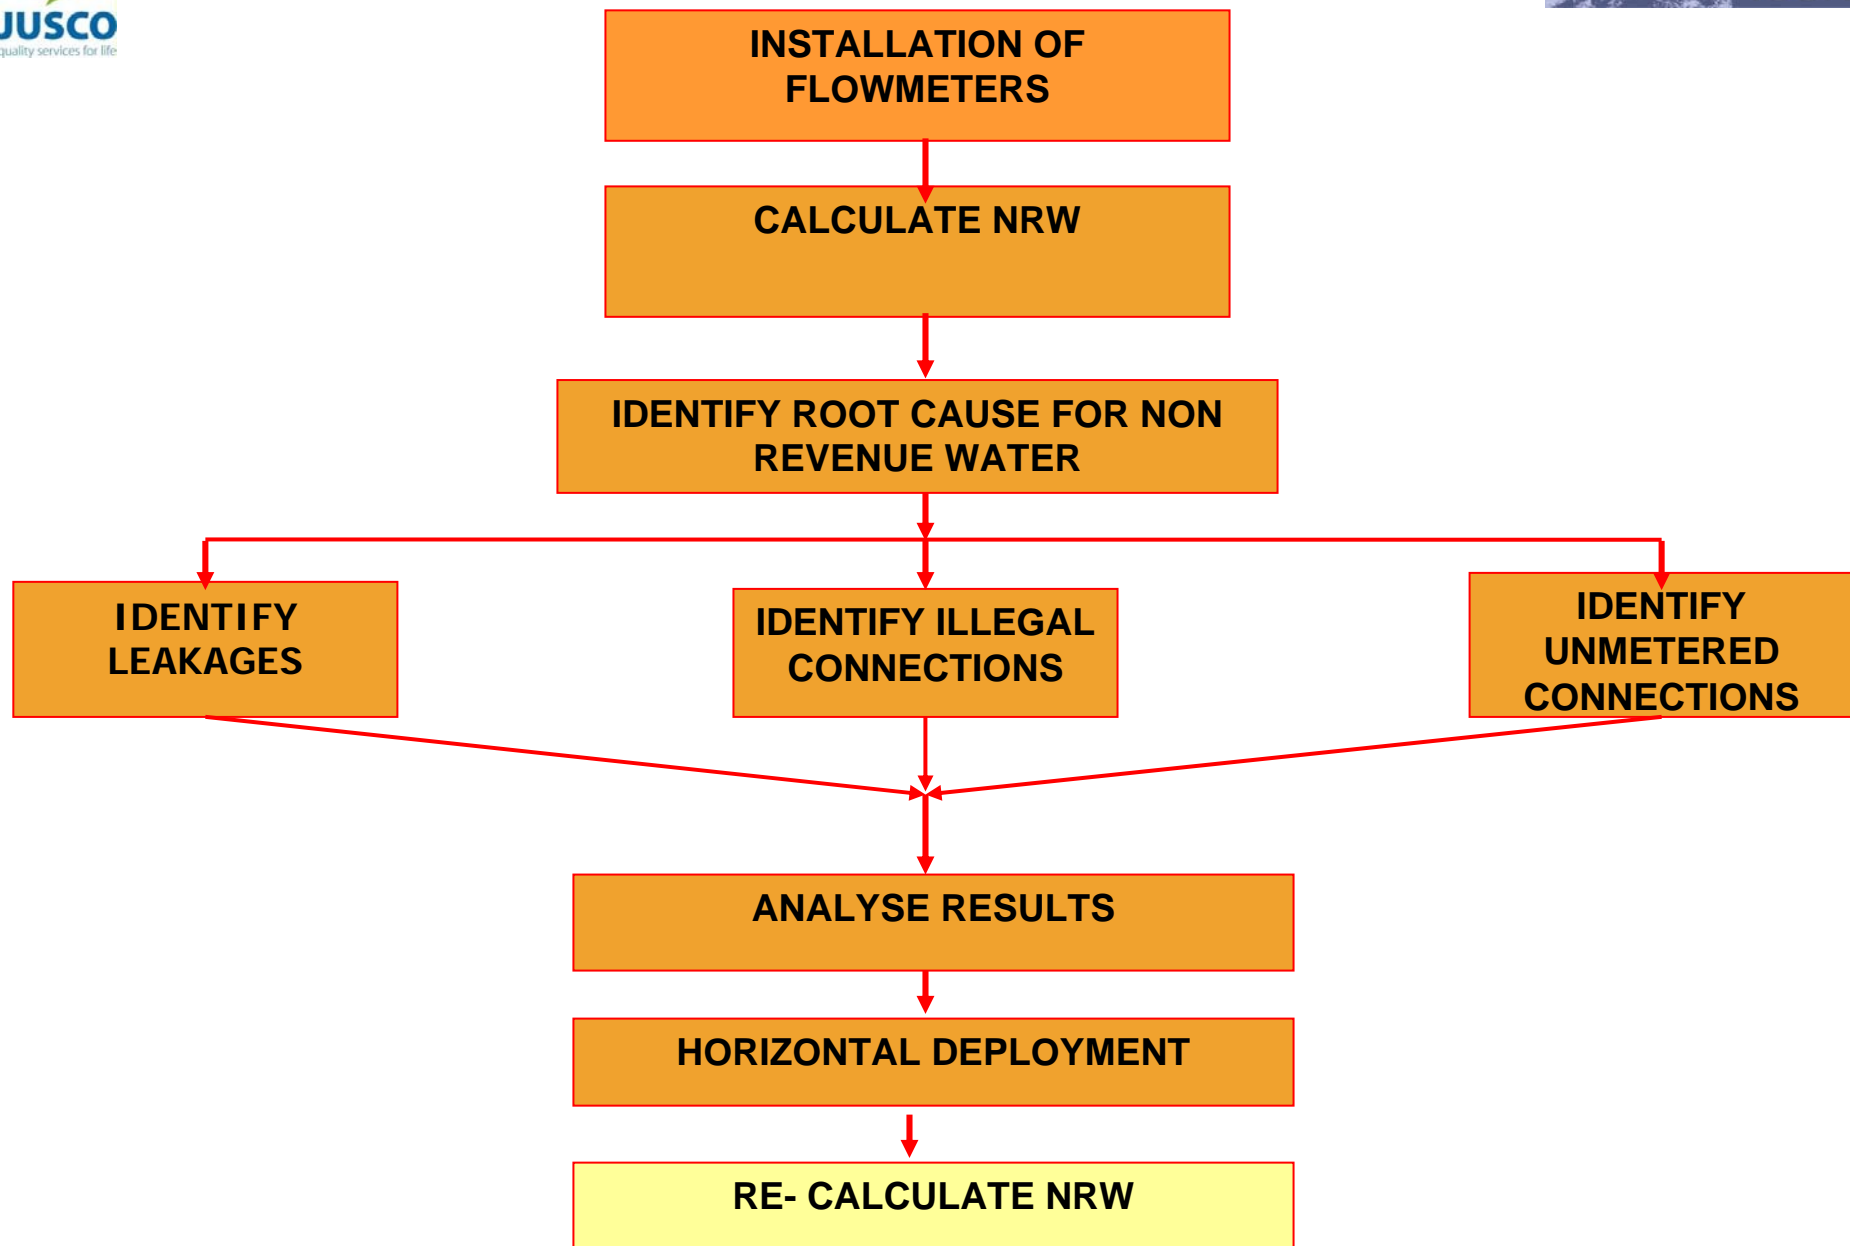 JUSCO
quality services for life
INSTALLATION OF
FLOWMETERS
CALCULATE NRW
IDENTIFY ROOT CAUSE FOR NON
REVENUE WATER
IDENTIFY
LEAKAGES
IDENTIFY ILLEGAL
CONNECTIONS
IDENTIFY
UNMETERED
CONNECTIONS
ANALYSE RESULTS
HORIZONTAL DEPLOYMENT
RE- CALCULATE NRW